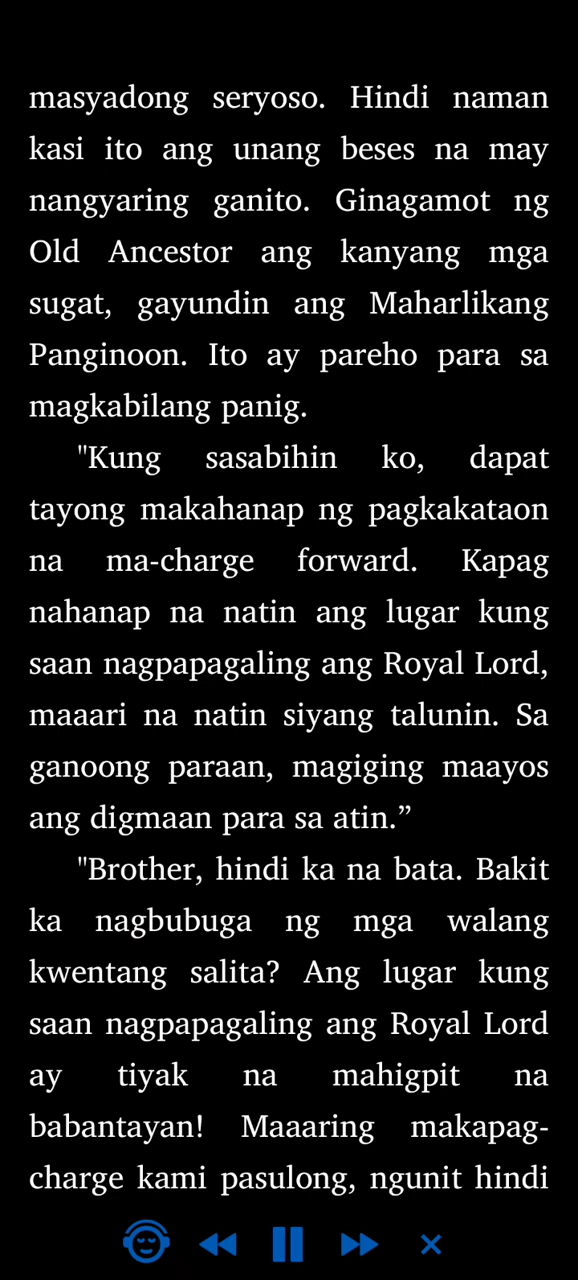 masyadong seryoso. Hindi naman
kasi ito ang unang beses na may
nangyaring ganito. Ginagamot ng
Old Ancestor ang kanyang mga
sugat, gayundin ang Maharlikang
Panginoon. Ito ay pareho para sa
magkabilang panig.
"Kung sasabihin ko, dapat
tayong makahanap ng pagkakataon
na ma-charge forward. Kapag
nahanap na natin ang lugar kung
saan nagpapagaling ang Royal Lord,
maaari na natin siyang talunin. Sa
ganoong paraan, magiging maayos
ang digmaan para sa atin.”
"Brother, hindi ka na bata. Bakit
ka nagbubuga ng mga walang
kwentang salita? Ang lugar kung
saan nagpapagaling ang Royal Lord
ay tiyak na mahigpit na
babantayan! Maaaring makapag-
charge kami pasulong, ngunit hindi